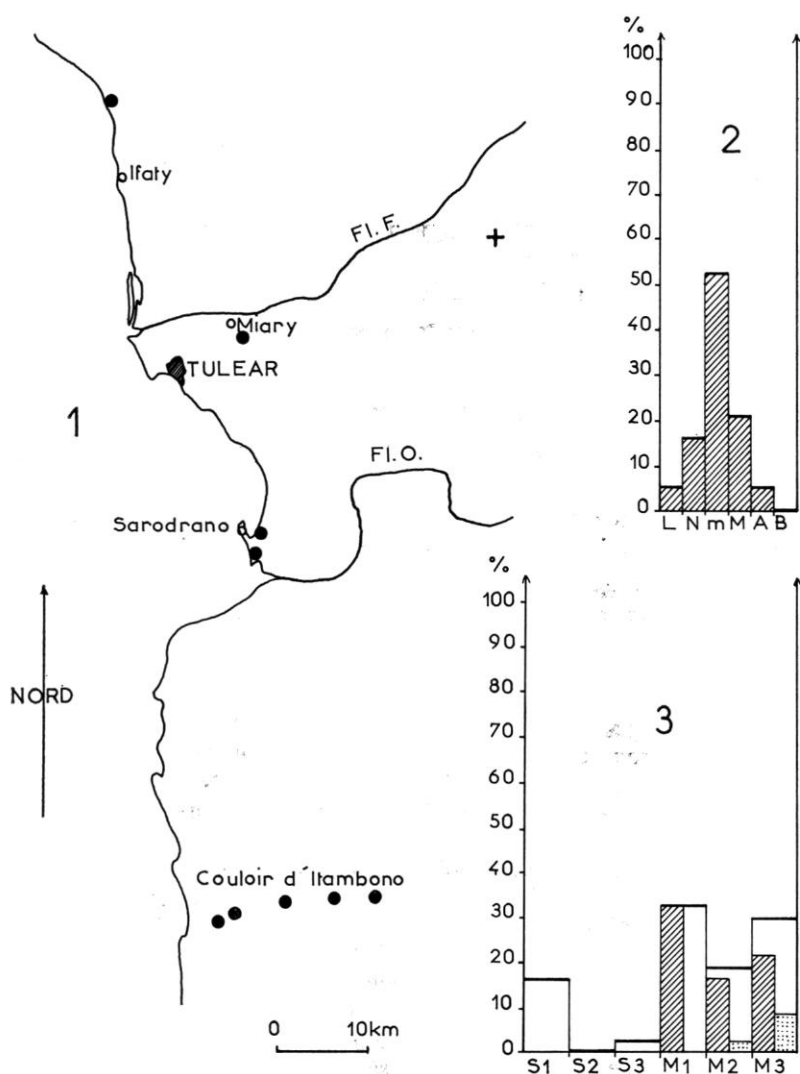 1
Ifaty
Fl. F.
Miary
TULEAR
Fl.O.
Sarodrano
NORD
Couloir d'Itambono
0 10km
2
%
100
90
80
70
60
50
40
30
20
10
0
L N m M A B
3
%
100
90
80
70
60
50
40
30
20
10
0
S1 S2 S3 M1 M2 M3